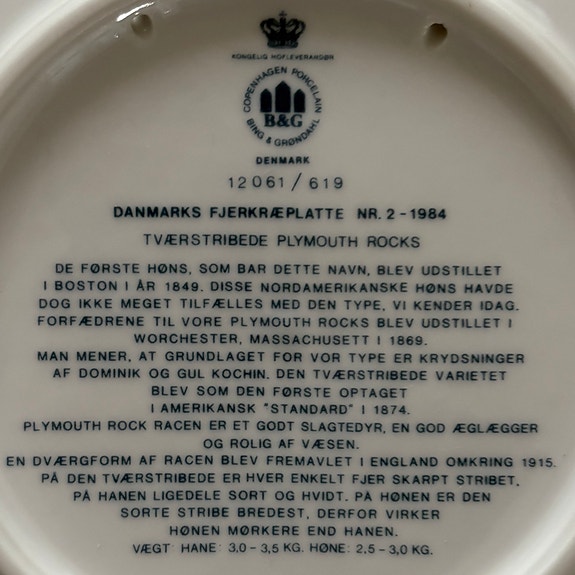 KONGELIG HOFLEVERANDØR
COPENHAGEN PORCELAIN
B&G
BING & GRØNDAHL
DENMARK
12061/619
DANMARKS FJERKRÆPLATTE NR. 2-1984
TVÆRSTRIBEDE PLYMOUTH ROCKS
DE FØRSTE HØNS, SOM BAR DETTE NAVN, BLEV UDSTILLET
I BOSTON I ÅR 1849. DISSE NORDAMERIKANSKE HØNS HAVDE
DOG IKKE MEGET TILFÆLLES MED DEN TYPE, VI KENDER IDAG.
FORFÆDRENE TIL VORE PLYMOUTH ROCKS BLEV UDSTILLET I
WORCHESTER, MASSACHUSETT I 1869.
MAN MENER, AT GRUNDLAGET FOR VOR TYPE ER KRYDSNINGER
AF DOMINIK OG GUL KOCHIN. DEN TVÆRSTRIBEDE VARIETET
BLEV SOM DEN FØRSTE OPTAGET
I AMERIKANSK "STANDARD" I 1874.
PLYMOUTH ROCK RACEN ER ET GODT SLAGTEDYR, EN GOD ÆGLÆGGER
OG ROLIG AF VÆSEN.
EN DVÆRGFORM AF RACEN BLEV FREMAVLET I ENGLAND OMKRING 1915.
PÅ DEN TVÆRSTRIBEDE ER HVER ENKELT FJER SKARPT STRIBET,
PÅ HANEN LIGEDELE SORT OG HVIDT. PÅ HØNEN ER DEN
SORTE STRIBE BREDEST, DERFOR VIRKER
HØNEN MØRKERE END HANEN.
VÆGT: HANE: 3,0-3,5 KG. HØNE: 2,5-3,0 KG.